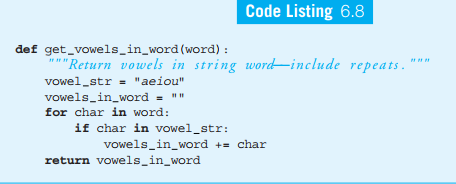 Code Listing 6.8
def get_vowels_in_word(word):
    """Return vowels in string word—include repeats."""
    vowel_str = "aeiou"
    vowels_in_word = ""
    for char in word:
        if char in vowel_str:
            vowels_in_word += char
    return vowels_in_word